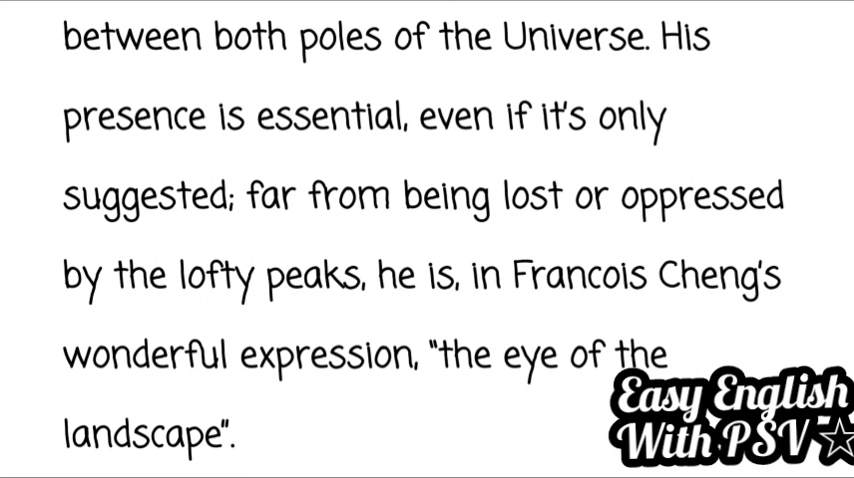 between both poles of the Universe. His
presence is essential, even if it's only
suggested; far from being lost or oppressed
by the lofty peaks, he is, in Francois Cheng's
wonderful expression, "the eye of the
landscape".
Easy English
With PSV